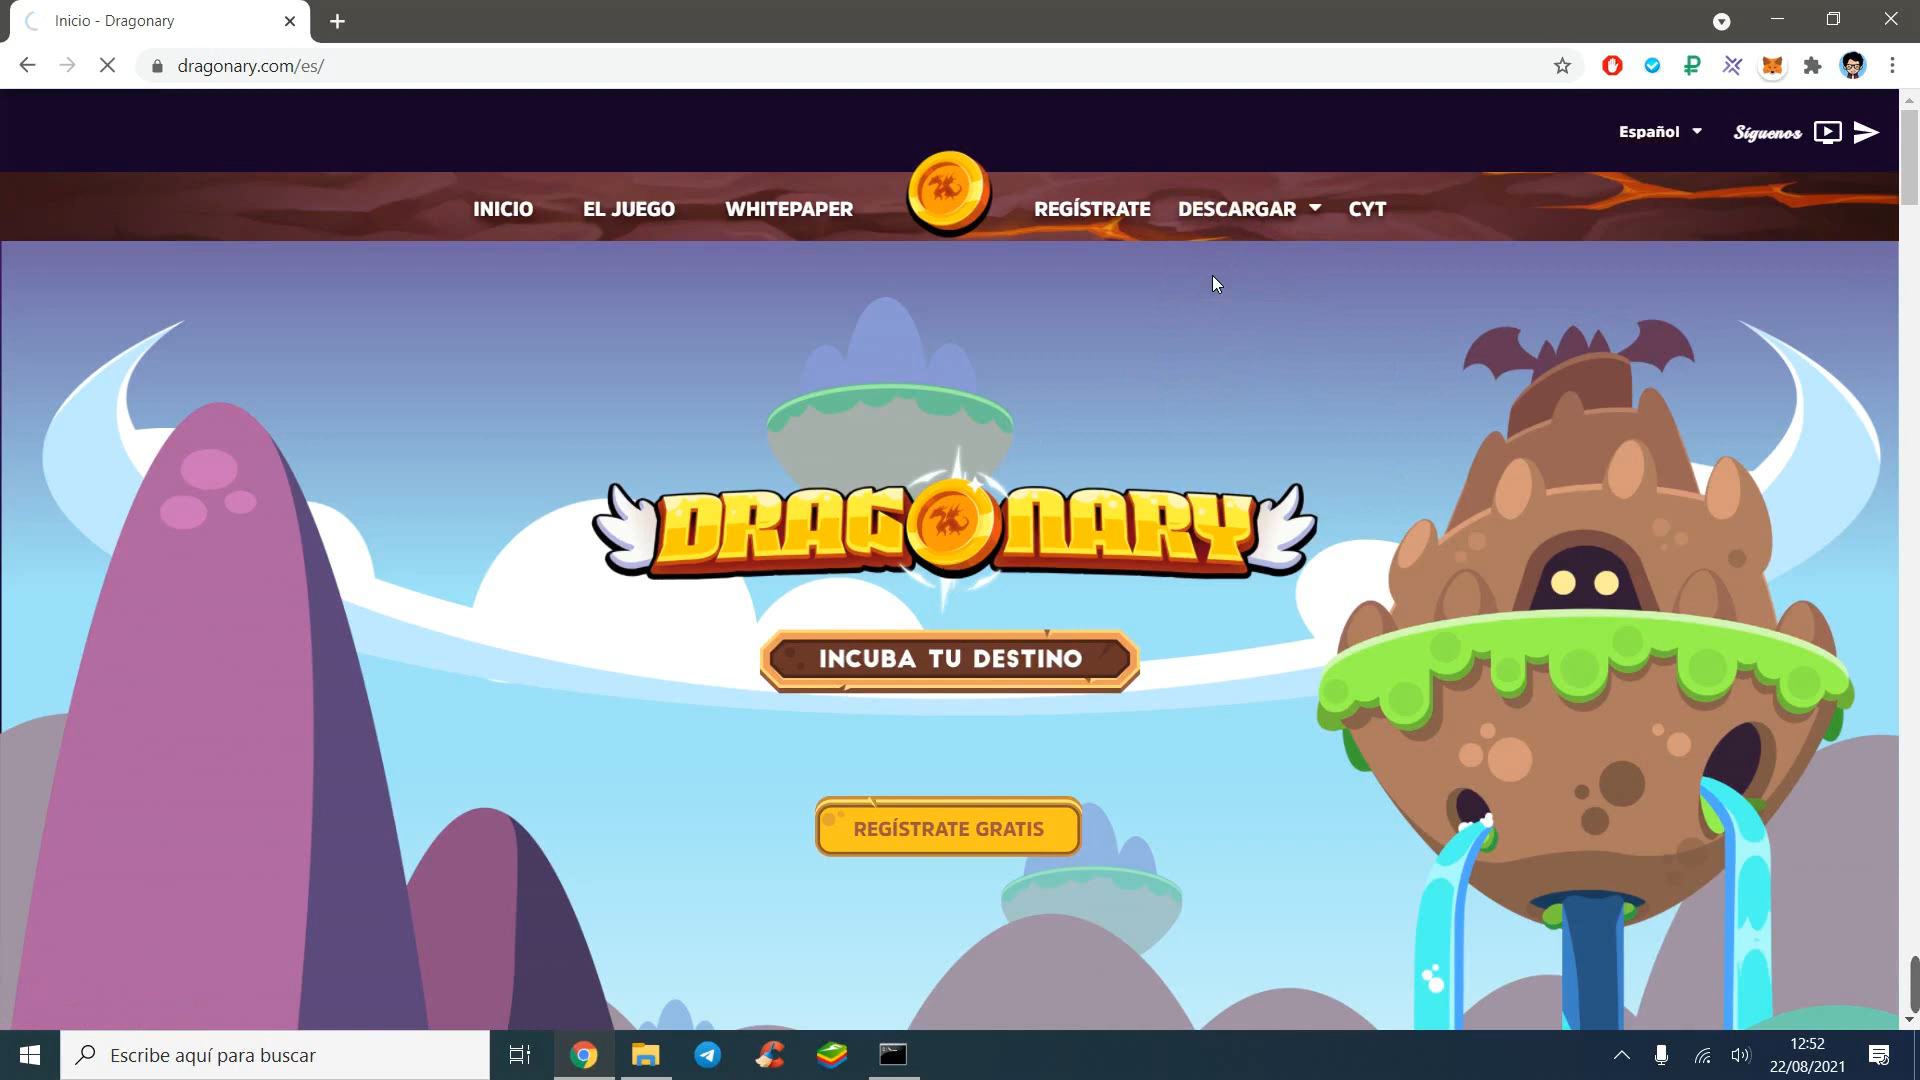 Inicio - Dragonary
dragonary.com/es/
Español
Síguenos
INICIO
EL JUEGO
WHITEPAPER
REGÍSTRATE
DESCARGAR
CYT
DRAGONARY
INCUBA TU DESTINO
REGÍSTRATE GRATIS
Escribe aquí para buscar
12:52
22/08/2021